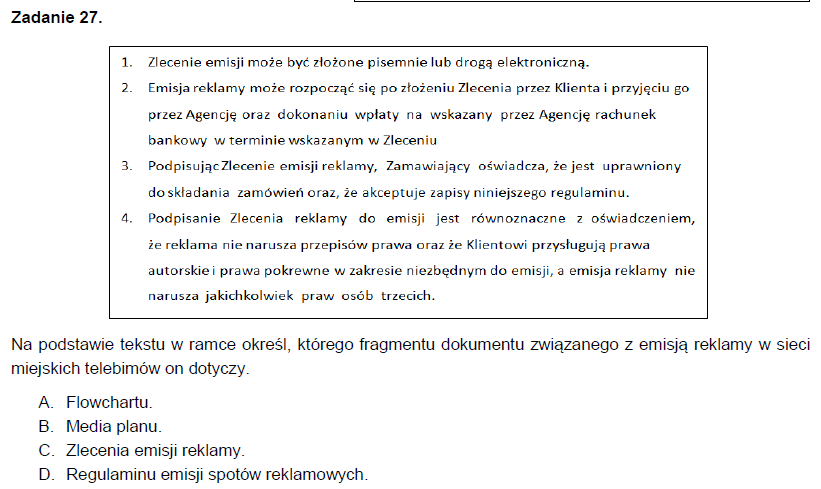 Zadanie 27.
1. Zlecenie emisji może być złożone pisemnie lub drogą elektroniczną.
2. Emisja reklamy może rozpocząć się po złożeniu Zlecenia przez Klienta i przyjęciu go
przez Agencję oraz dokonaniu wpłaty na wskazany przez Agencję rachunek
bankowy w terminie wskazanym w Zleceniu
3. Podpisując Zlecenie emisji reklamy, Zamawiający oświadcza, że jest uprawniony
do składania zamówień oraz, że akceptuje zapisy niniejszego regulaminu.
4. Podpisanie Zlecenia reklamy do emisji jest równoznaczne z oświadczeniem,
że reklama nie narusza przepisów prawa oraz że Klientowi przysługują prawa
autorskie i prawa pokrewne w zakresie niezbędnym do emisji, a emisja reklamy nie
narusza jakichkolwiek praw osób trzecich.
Na podstawie tekstu w ramce określ, którego fragmentu dokumentu związanego z emisją reklamy w sieci
miejskich telebimów on dotyczy.
A. Flowchartu.
B. Media planu.
C. Zlecenia emisji reklamy.
D. Regulaminu emisji spotów reklamowych.